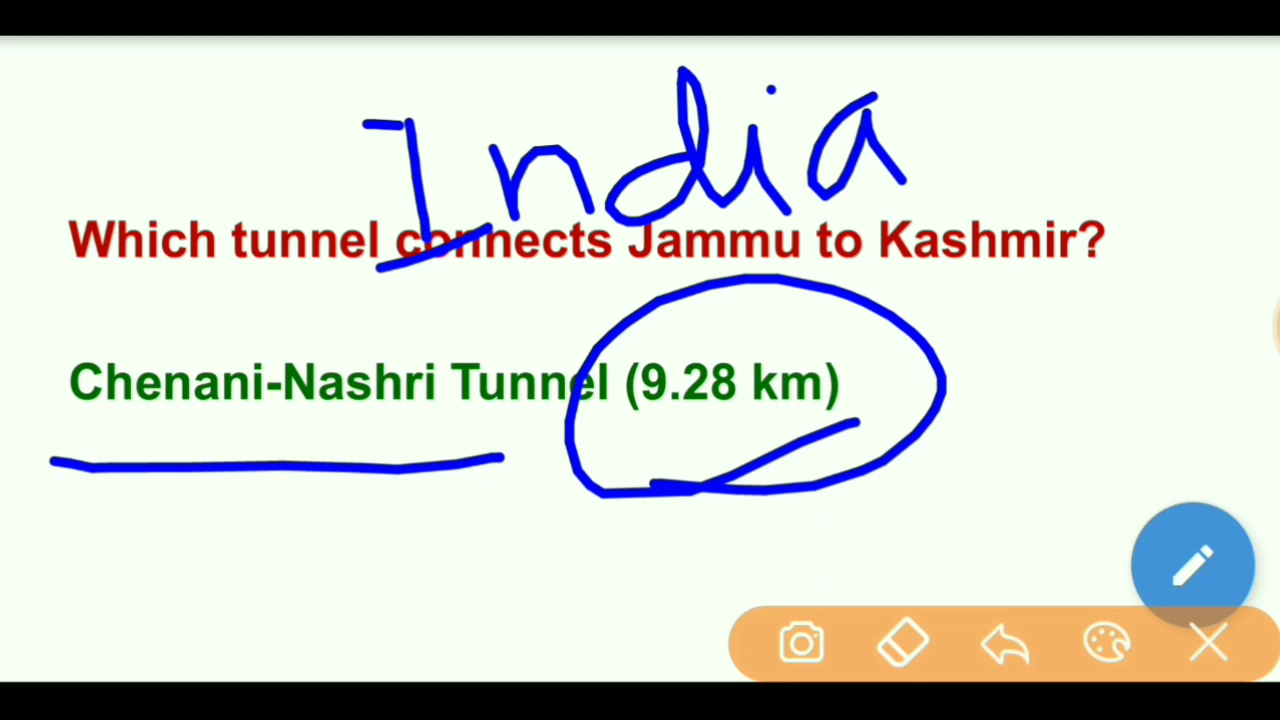 India
Which tunnel connects Jammu to Kashmir?
Chenani-Nashri Tunnel (9.28 km)